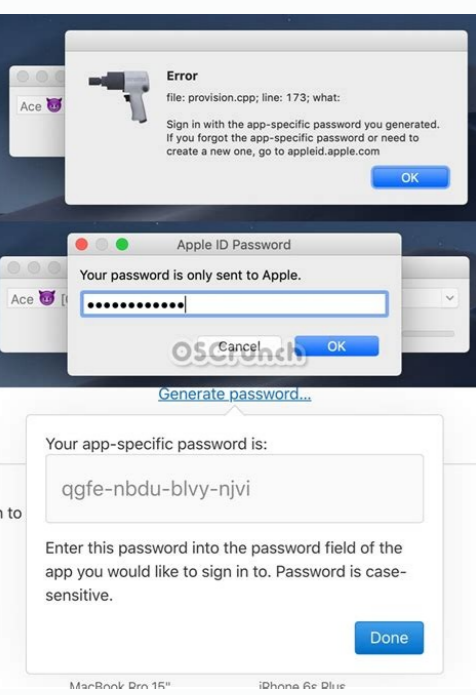 Error
file: provision.cpp; line: 173; what:
Ace 😈
Sign in with the app-specific password you generated.
If you forgot the app-specific password or need to
create a new one, go to appleid.apple.com
OK
Apple ID Password
Your password is only sent to Apple.
Ace 😈 [
••••••••••••
Cancel OK
OSCrunch
Generate password...
Your app-specific password is:
qgfe-nbdu-blvy-njvi
n to
Enter this password into the password field of the
app you would like to sign in to. Password is case-
sensitive.
Done
MacBook Pro 15" iPhone 6s Plus